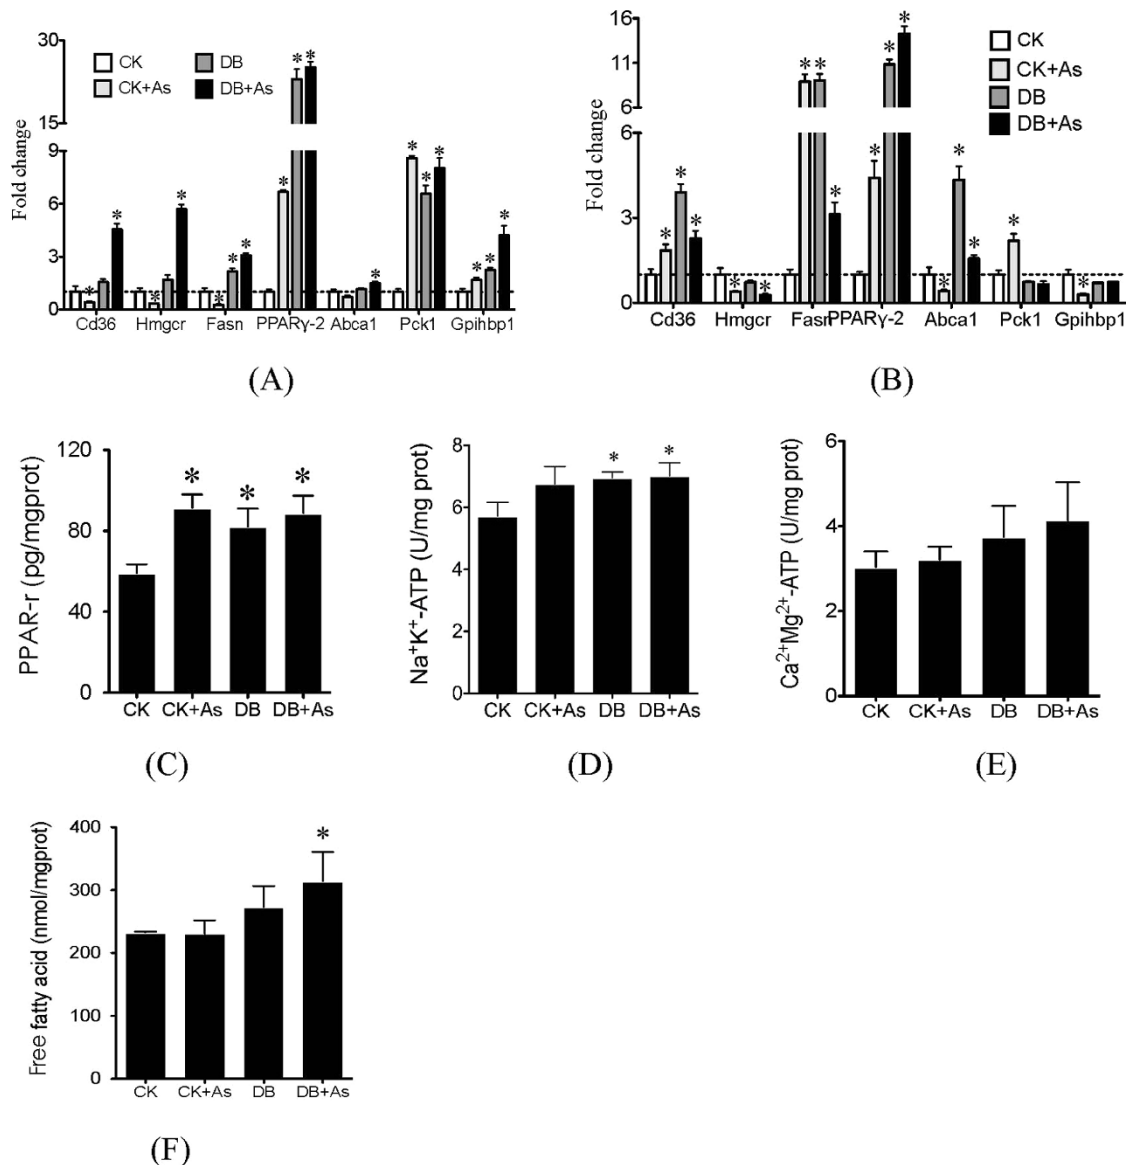 30
15
9
6
3
0
Fold change
CK
CK+As
DB
DB+As
* * * * * * * * * * * * * * * * *
Cd36 Hmgcr Fasn PPARγ-2 Abca1 Pck1 Gpihbp1
(A)
16
11
6
6
3
0
Fold change
CK
CK+As
DB
DB+As
* * * * * * * * * * * * * * * *
Cd36 Hmgcr Fasn PPARγ-2 Abca1 Pck1 Gpihbp1
(B)
120
80
40
0
PPAR-r (pg/mgprot)
* * *
CK CK+As DB DB+As
(C)
8
6
4
2
0
Na⁺K⁺-ATP (U/mg prot)
* *
CK CK+As DB DB+As
(D)
6
4
2
0
Ca²⁺Mg²⁺-ATP (U/mg prot)
CK CK+As DB DB+As
(E)
400
300
200
100
0
Free fatty acid (nmol/mgprot)
*
CK CK+As DB DB+As
(F)